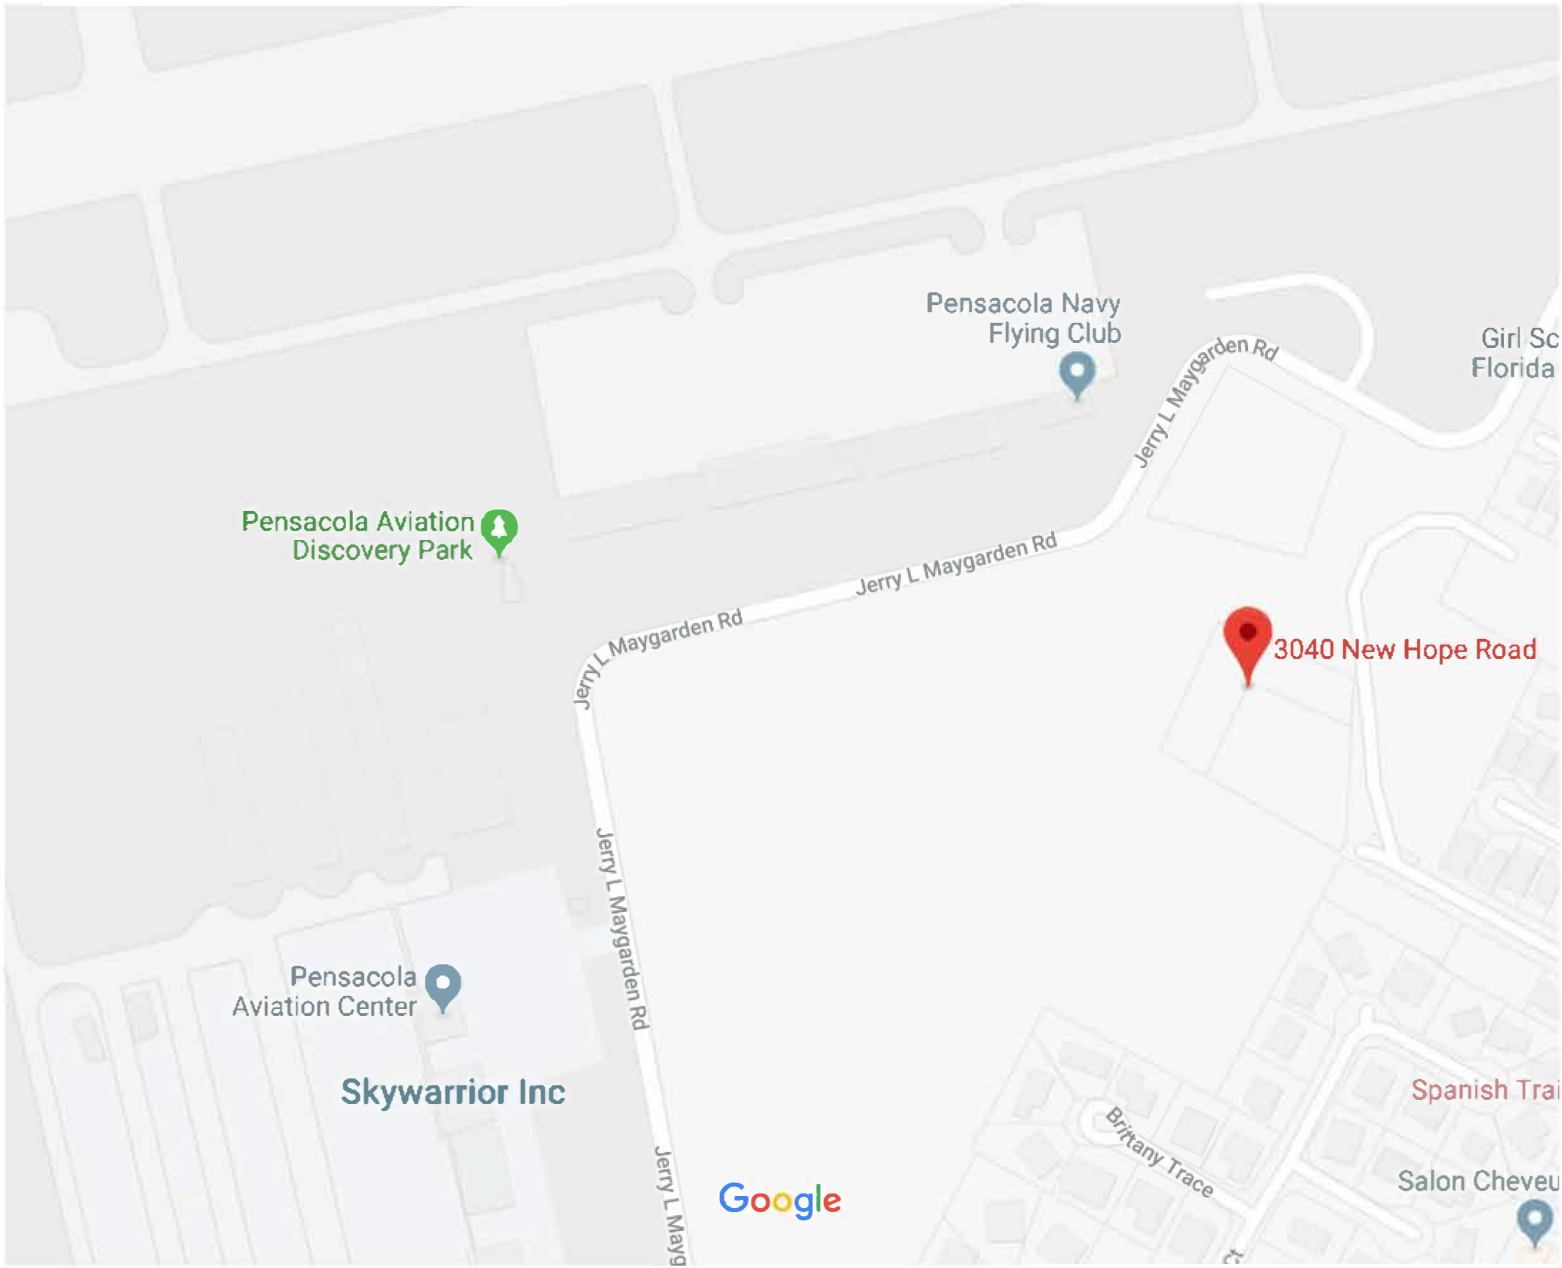 Pensacola Navy
Flying Club
Jerry L Maygarden Rd
Girl Sc
Florida
Pensacola Aviation
Discovery Park
Jerry L Maygarden Rd
Jerry L Maygarden Rd
3040 New Hope Road
Jerry L Maygarden Rd
Pensacola
Aviation Center
Skywarrior Inc
Spanish Trai
Brittany Trace
Jerry L Mayg
Salon Cheveu
Google
Ct